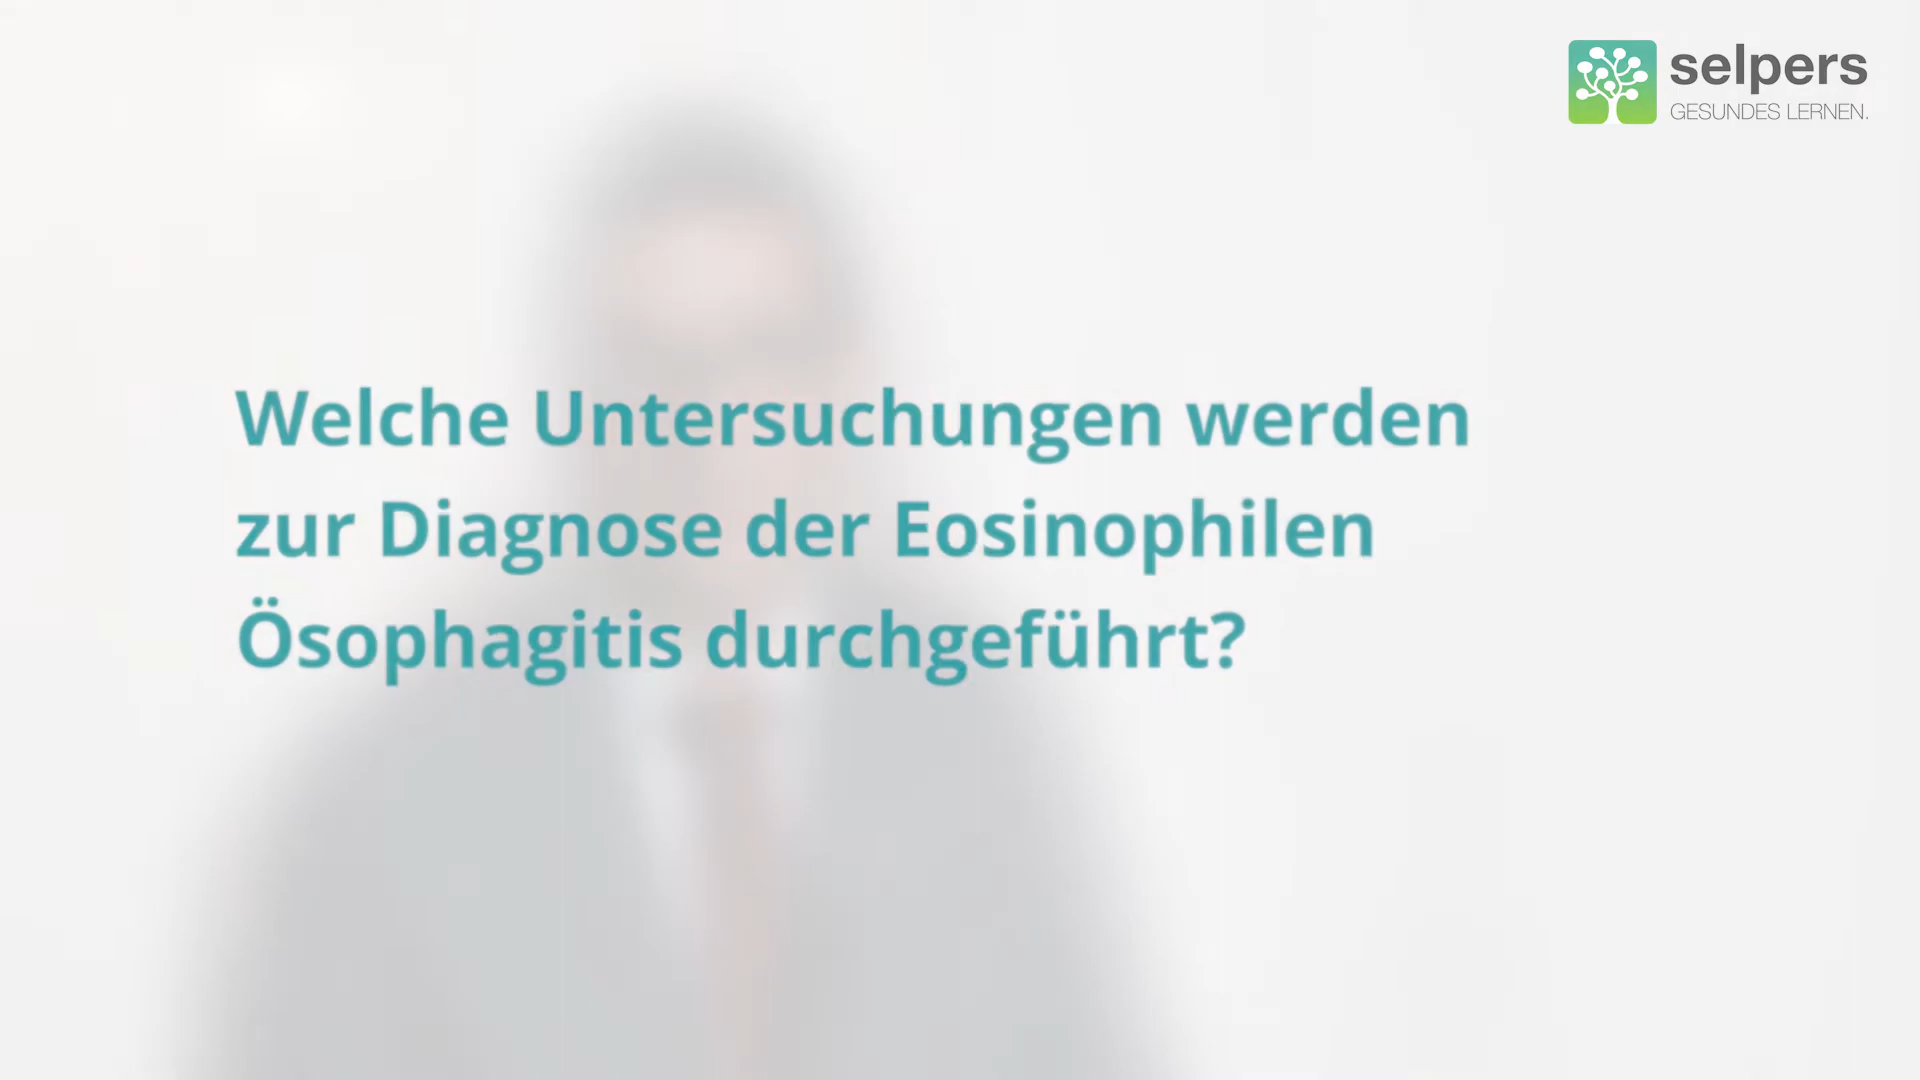 selpers
GESUNDES LERNEN.
Welche Untersuchungen werden
zur Diagnose der Eosinophilen
Ösophagitis durchgeführt?